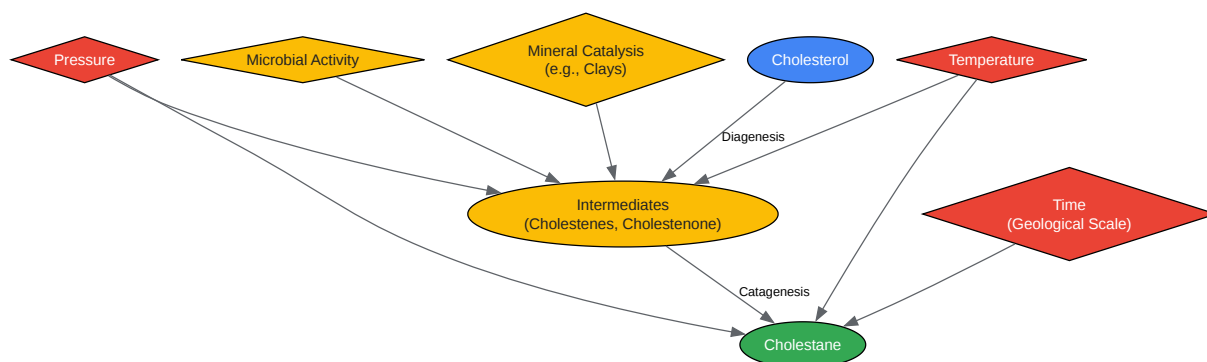 Pressure
Microbial Activity
Mineral Catalysis
(e.g., Clays)
Cholesterol
Temperature
Diagenesis
Intermediates
(Cholestenes, Cholestenone)
Time
(Geological Scale)
Catagenesis
Cholestane